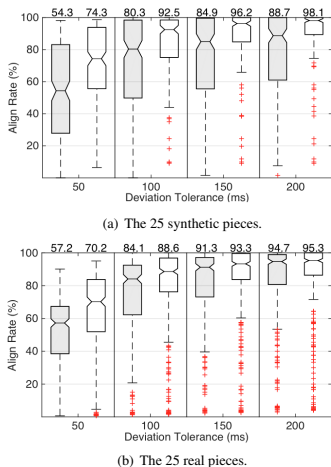 54.3 74.3 80.3 92.5 84.9 96.2 88.7 98.1
100
80
60
40
20
Align Rate (%)
50 100 150 200
Deviation Tolerance (ms)
(a) The 25 synthetic pieces.
57.2 70.2 84.1 88.6 91.3 93.3 94.7 95.3
100
80
60
40
20
Align Rate (%)
50 100 150 200
Deviation Tolerance (ms)
(b) The 25 real pieces.